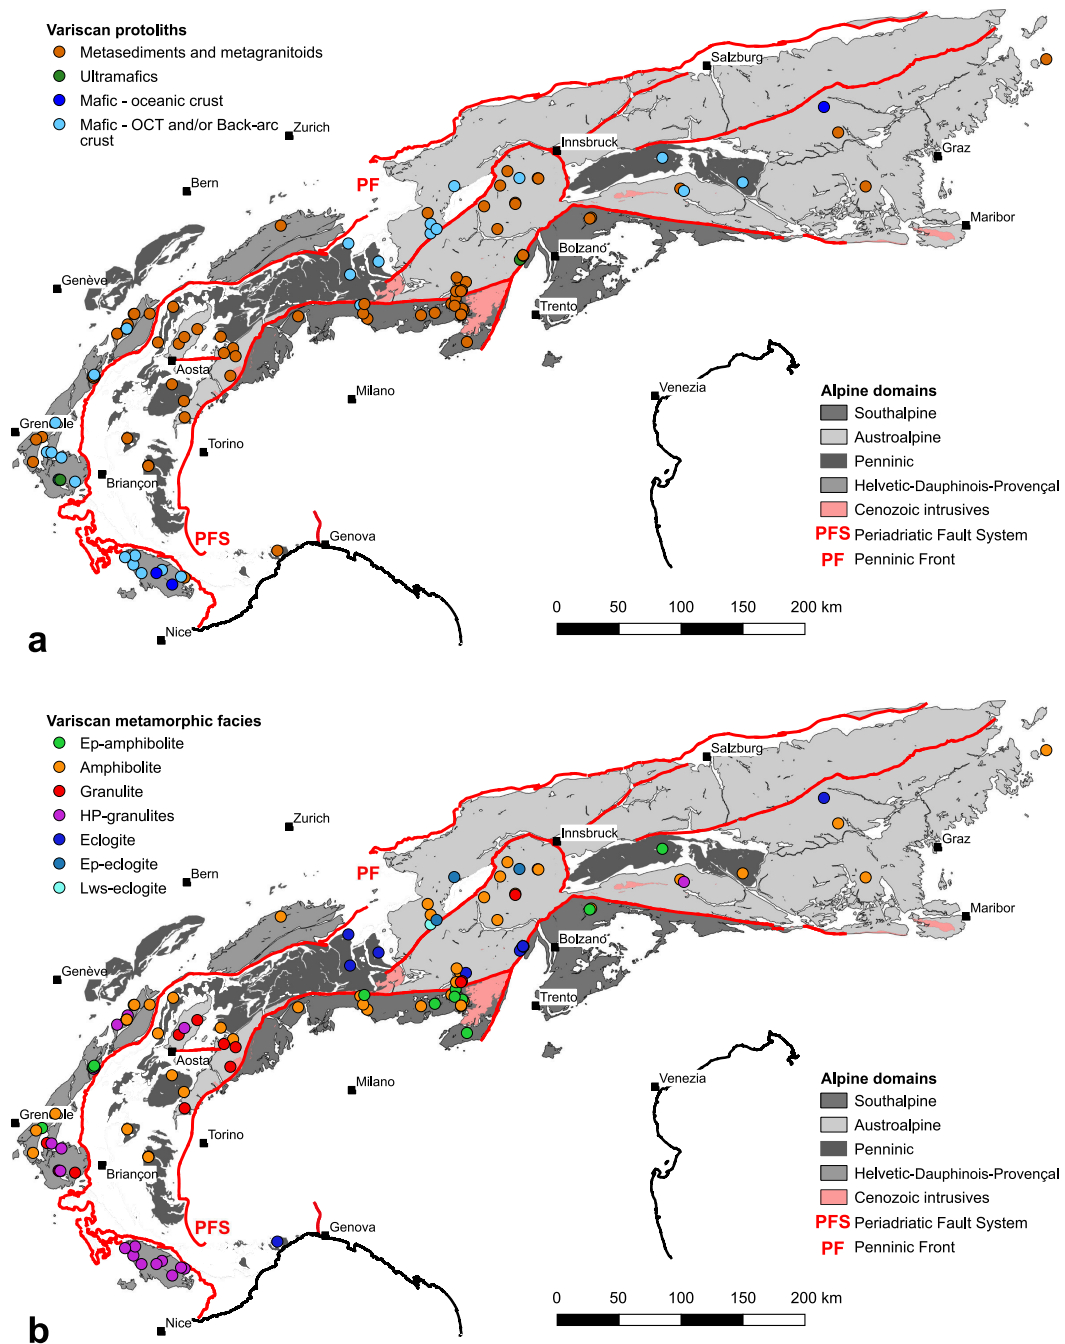 Variscan protoliths
Metasediments and metagranitoids
Ultramafics
Mafic - oceanic crust
Mafic - OCT and/or Back-arc
crust
Zurich
Bern
PF
Genève
Salzburg
Innsbruck
Graz
Maribor
Bolzano
Trento
Aosta
Milano
Venezia
Grenoble
Torino
Briançon
PFS
Genova
Nice
Alpine domains
Southalpine
Austroalpine
Penninic
Helvetic-Dauphinois-Provençal
Cenozoic intrusives
PFS Periadriatic Fault System
PF Penninic Front
0 50 100 150 200 km
a
Variscan metamorphic facies
Ep-amphibolite
Amphibolite
Granulite
HP-granulites
Eclogite
Ep-eclogite
Lws-eclogite
Zurich
Bern
PF
Genève
Salzburg
Innsbruck
Graz
Maribor
Bolzano
Trento
Aosta
Milano
Venezia
Grenoble
Torino
Briançon
PFS
Genova
Nice
Alpine domains
Southalpine
Austroalpine
Penninic
Helvetic-Dauphinois-Provençal
Cenozoic intrusives
PFS Periadriatic Fault System
PF Penninic Front
0 50 100 150 200 km
b